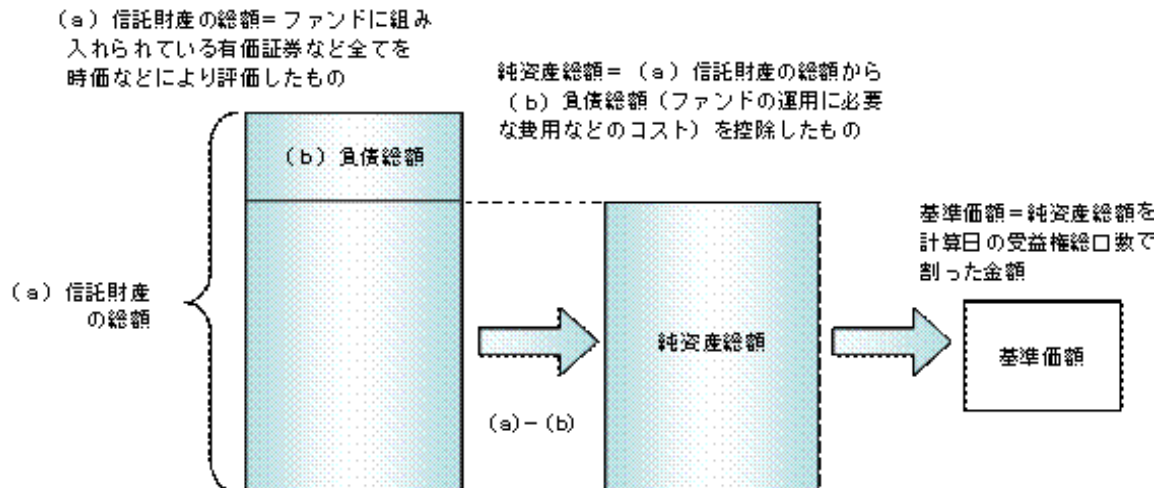 (a)信託財産の総額=ファンドに組み
入れられている有価証券など全てを
時価などにより評価したもの
純資産総額=(a)信託財産の総額から
(b)負債総額(ファンドの運用に必要
な費用などのコスト)を控除したもの
(b)負債総額
基準価額=純資産総額を
計算日の受益権総口数で
割った金額
(a)信託財産
の総額
純資産総額
基準価額
(a)-(b)